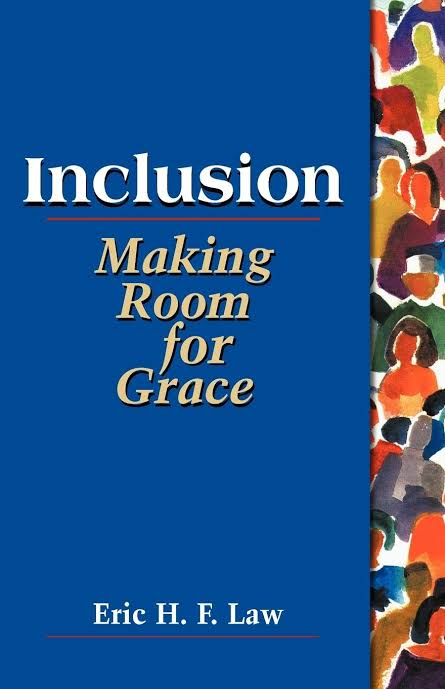 Inclusion
Making
Room
for
Grace
Eric H. F. Law